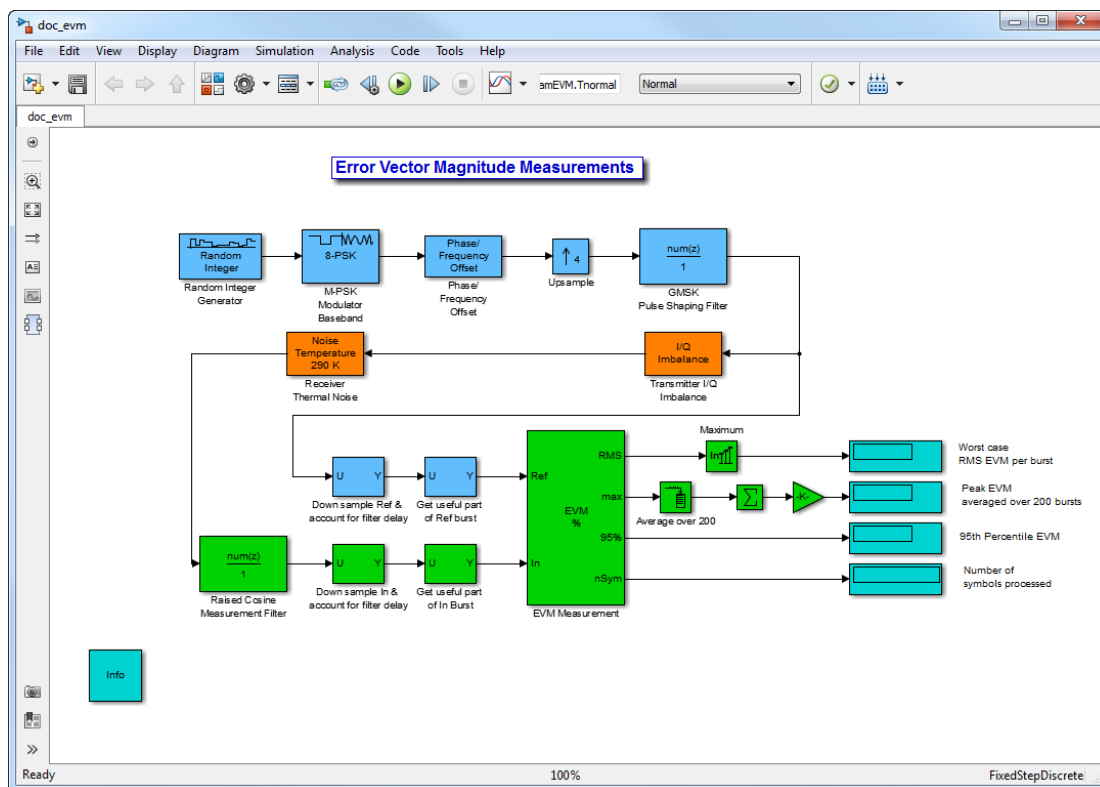 doc_evm
File Edit View Display Diagram Simulation Analysis Code Tools Help
amEVM.Tnormal Normal
doc_evm
Error Vector Magnitude Measurements
Random
Integer
Random Integer
Generator
8-PSK
M-PSK
Modulator
Baseband
Phase/
Frequency
Offset
Phase/
Frequency
Offset
4
Upsample
num(z)
1
GMSK
Pulse Shaping Filter
Noise
Temperature
290 K
Receiver
Thermal Noise
I/Q
Imbalance
Transmitter I/Q
Imbalance
U Y
Down sample Ref &
account for filter delay
U Y
Get useful part
of Ref burst
Ref
In
EVM
%
RMS
max
95%
nSym
EVM Measurement
Maximum
In
Average over 200
-K-
Worst case
RMS EVM per burst
Peak EVM
averaged over 200 bursts
95th Percentile EVM
Number of
symbols processed
num(z)
1
Raised Cosine
Measurement Filter
U Y
Down sample In &
account for filter delay
U Y
Get useful part
of In Burst
Info
Ready 100% FixedStepDiscrete